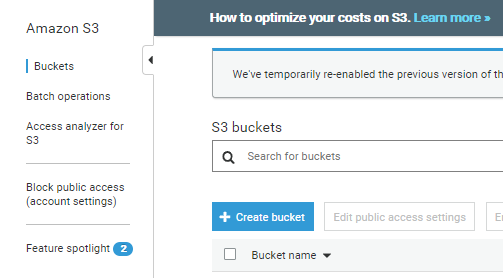 Amazon S3
Buckets
Batch operations
Access analyzer for
S3
Block public access
(account settings)
Feature spotlight 2
How to optimize your costs on S3. Learn more »
We've temporarily re-enabled the previous version of th
S3 buckets
Search for buckets
+ Create bucket
Edit public access settings
Bucket name